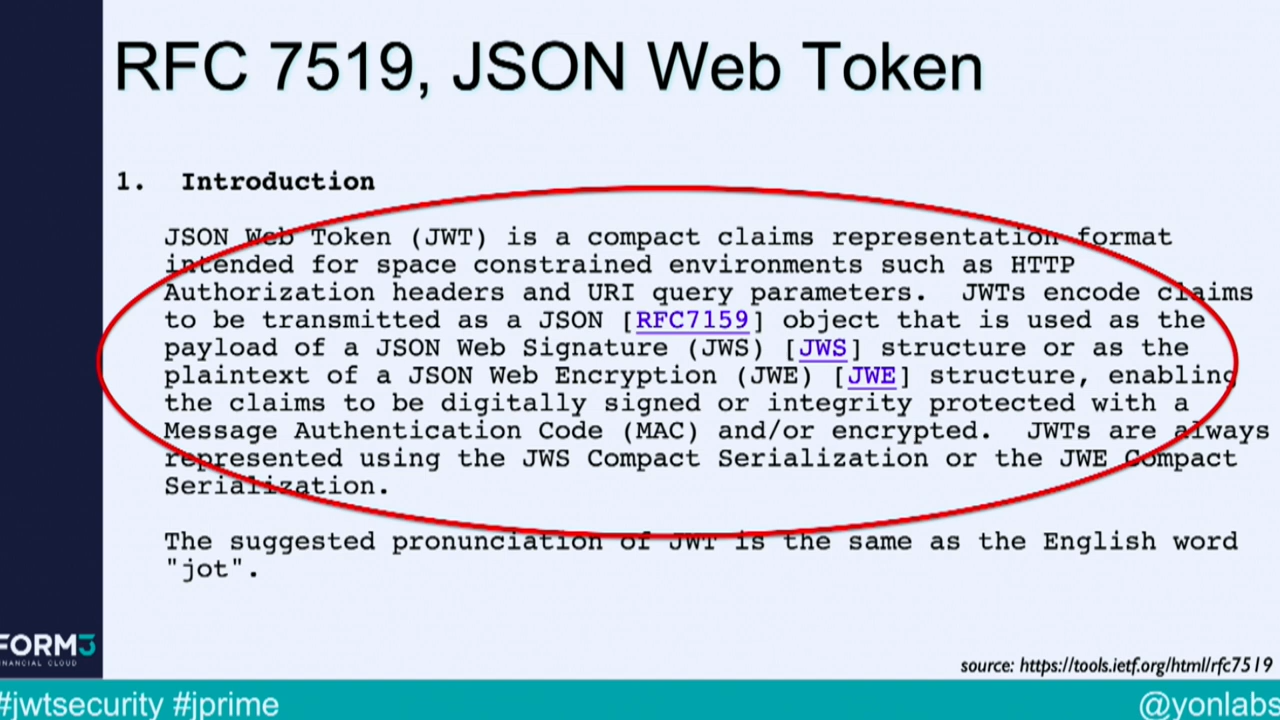 RFC 7519, JSON Web Token
1. Introduction
JSON Web Token (JWT) is a compact claims representation format
intended for space constrained environments such as HTTP
Authorization headers and URI query parameters. JWTs encode claims
to be transmitted as a JSON [RFC7159] object that is used as the
payload of a JSON Web Signature (JWS) [JWS] structure or as the
plaintext of a JSON Web Encryption (JWE) [JWE] structure, enabling
the claims to be digitally signed or integrity protected with a
Message Authentication Code (MAC) and/or encrypted. JWTs are always
represented using the JWS Compact Serialization or the JWE Compact
Serialization.
The suggested pronunciation of JWT is the same as the English word
"jot".
FORM3
FINANCIAL CLOUD
source: https://tools.ietf.org/html/rfc7519
#jwtsecurity #jprime
@yonlabs